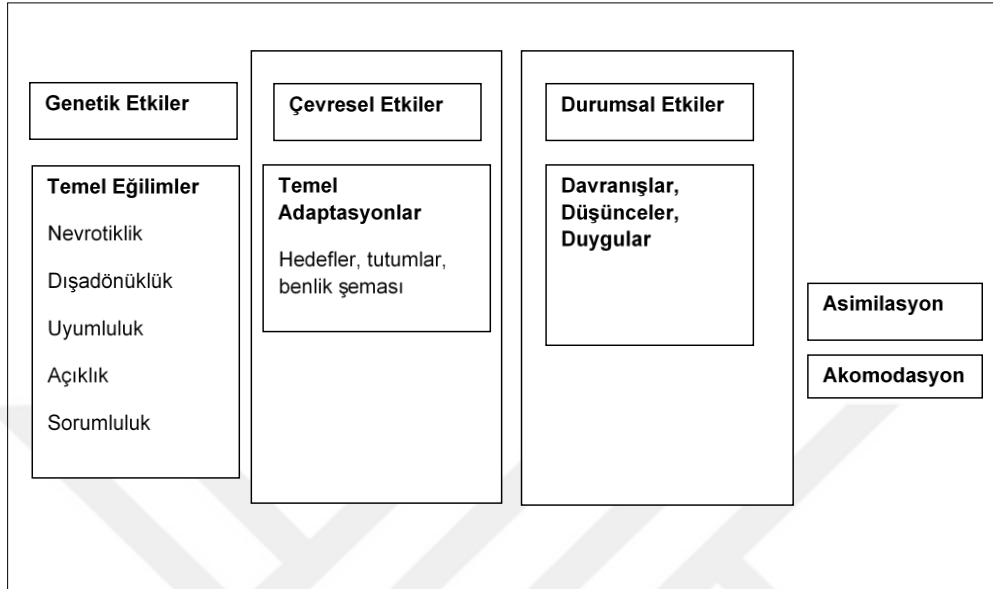 Genetik Etkiler
Temel Eğilimler
Nevrotiklik
Dışadönüklük
Uyumluluk
Açıklık
Sorumluluk
Çevresel Etkiler
Temel
Adaptasyonlar
Hedefler, tutumlar,
benlik şeması
Durumsal Etkiler
Davranışlar,
Düşünceler,
Duygular
Asimilasyon
Akomodasyon